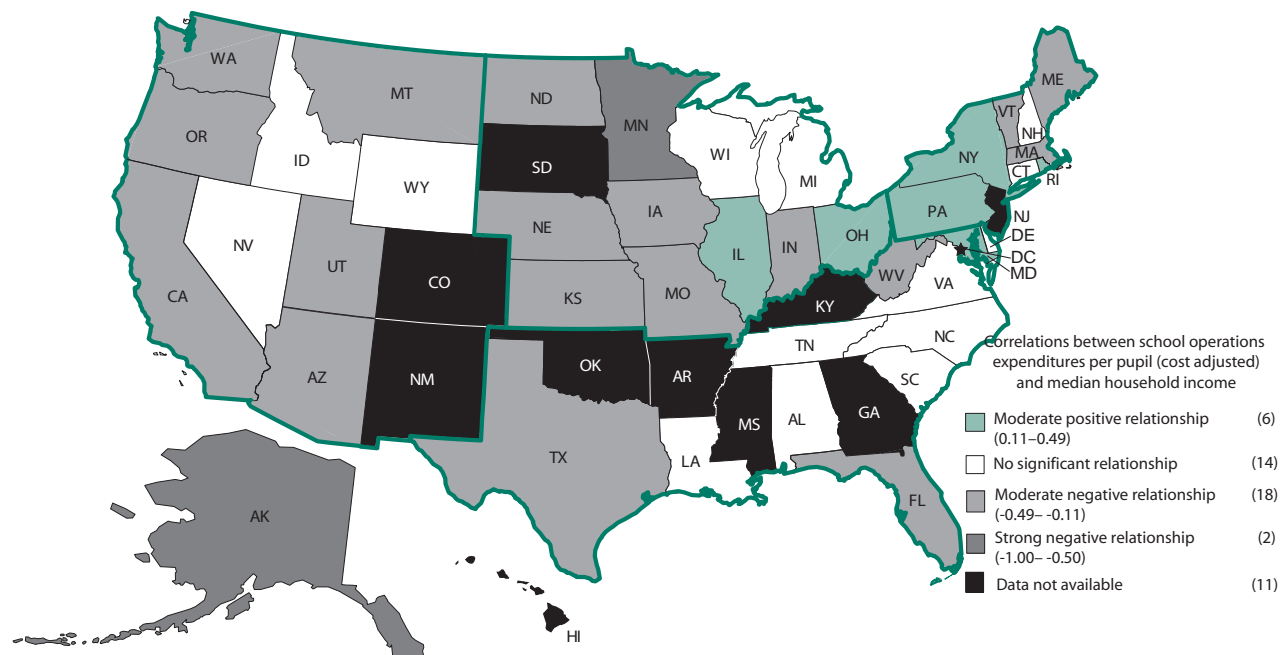 WA
MT
ND
MN
ME
VT
NH
OR
ID
SD
WI
NY
MA
CT
RI
WY
MI
PA
NJ
NE
IA
OH
DE
NV
IL
IN
DC
UT
CO
WV
MD
CA
KS
MO
KY
VA
TN
NC
AZ
NM
OK
AR
SC
MS
AL
GA
TX
LA
FL
AK
HI
Correlations between school operations
expenditures per pupil (cost adjusted)
and median household income
Moderate positive relationship (6)
(0.11–0.49)
No significant relationship (14)
Moderate negative relationship (18)
(-0.49– -0.11)
Strong negative relationship (2)
(-1.00– -0.50)
Data not available (11)